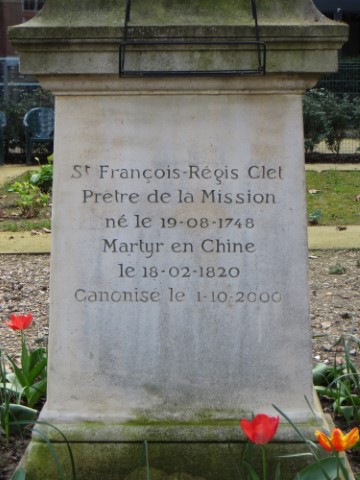 St François-Régis Clet
Prêtre de la Mission
né le 19-08-1748
Martyr en Chine
le 18-02-1820
Canonisé le 1-10-2000